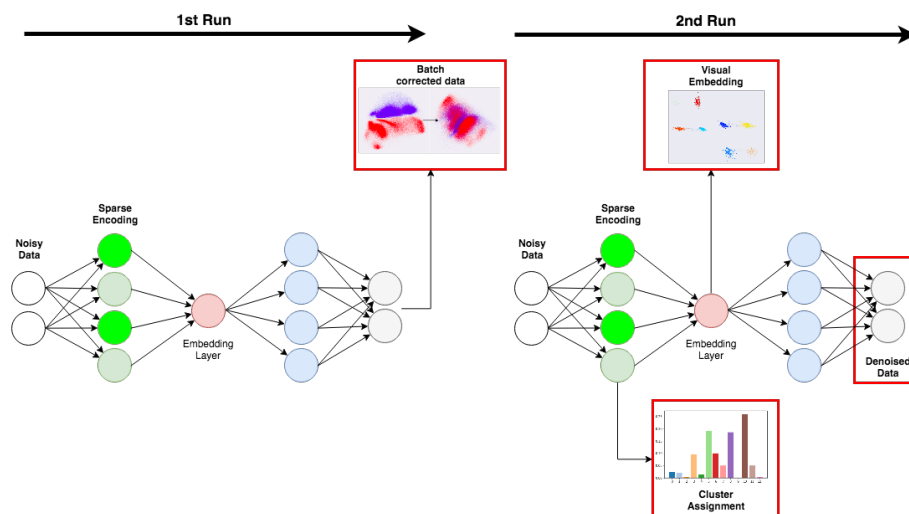 1st Run
2nd Run
Batch
corrected data
Visual
Embedding
Sparse
Encoding
Noisy
Data
Embedding
Layer
Sparse
Encoding
Noisy
Data
Embedding
Layer
Denoised
Data
Cluster
Assignment